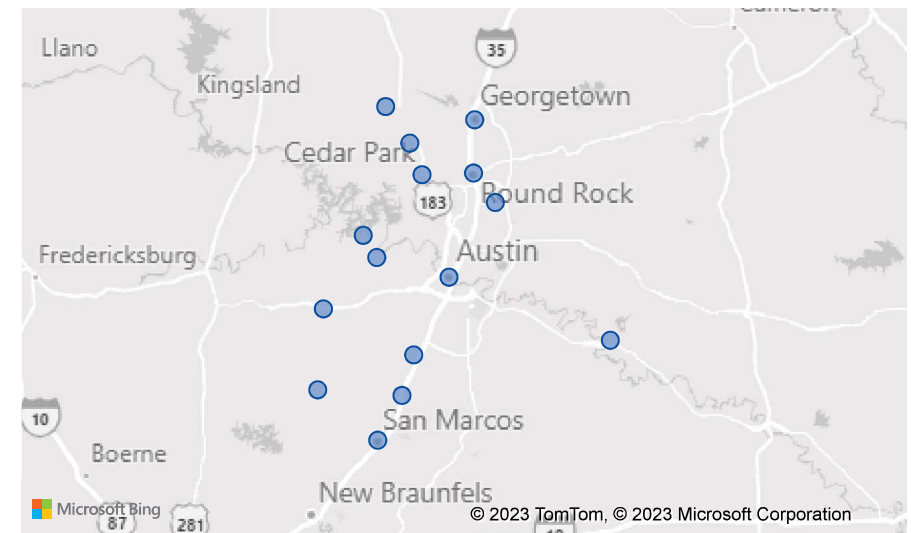 Cameron
Llano
35
Kingsland
Georgetown
Cedar Park
183
Round Rock
Fredericksburg
Austin
10
San Marcos
Boerne
New Braunfels
Microsoft Bing
87
281
© 2023 TomTom, © 2023 Microsoft Corporation